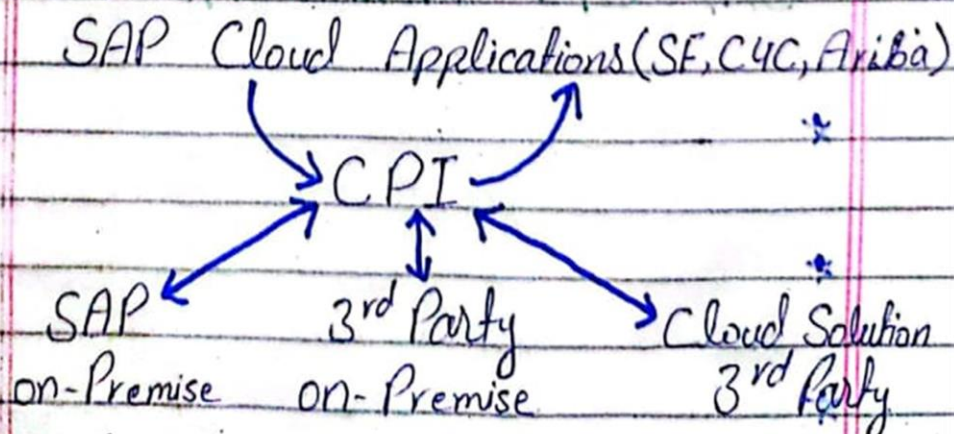 SAP Cloud Applications(SF,C4C,Ariba)
CPI
SAP 3rd Party Cloud Solution
on-Premise on-Premise 3rd Party